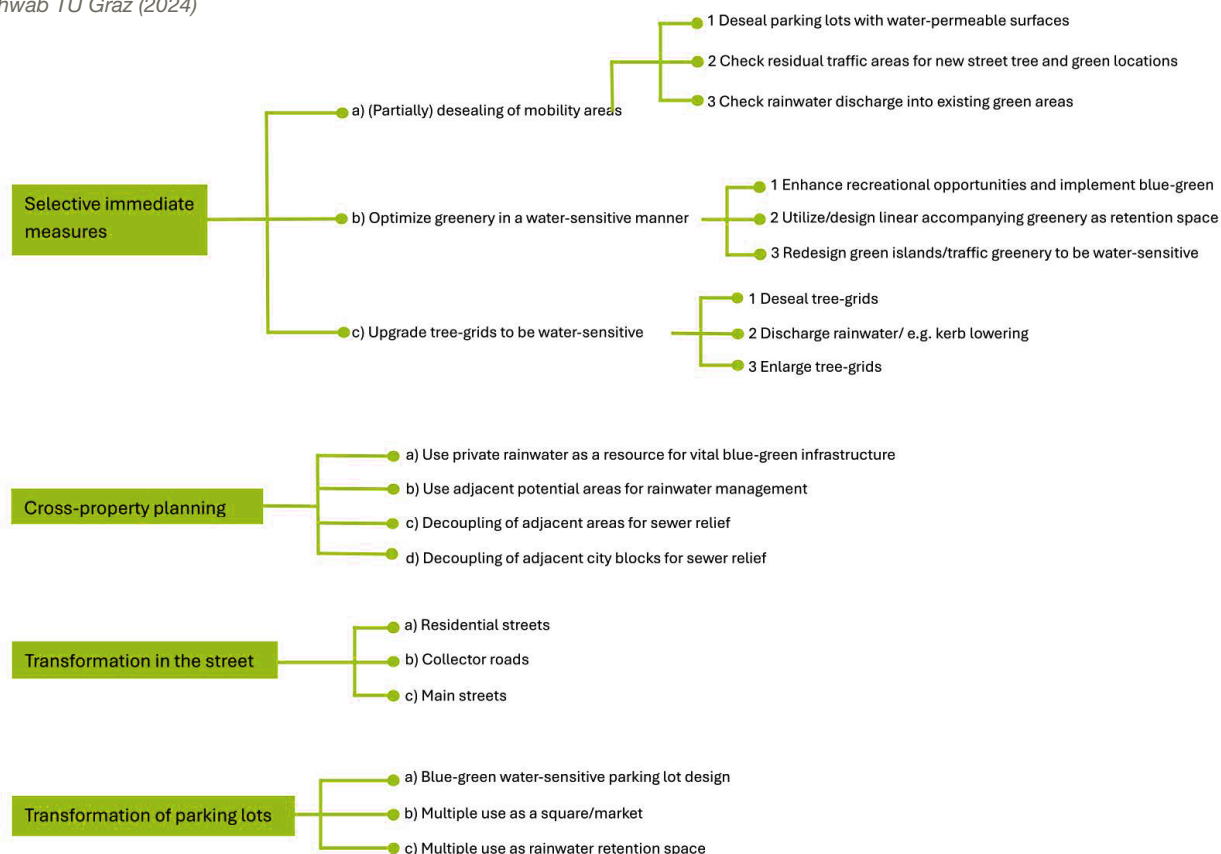 hwab TU Graz (2024)
1 Deseal parking lots with water-permeable surfaces
2 Check residual traffic areas for new street tree and green locations
3 Check rainwater discharge into existing green areas
a) (Partially) desealing of mobility areas
Selective immediate
measures
1 Enhance recreational opportunities and implement blue-green
b) Optimize greenery in a water-sensitive manner
2 Utilize/design linear accompanying greenery as retention space
3 Redesign green islands/traffic greenery to be water-sensitive
1 Deseal tree-grids
c) Upgrade tree-grids to be water-sensitive
2 Discharge rainwater/ e.g. kerb lowering
3 Enlarge tree-grids
Cross-property planning
a) Use private rainwater as a resource for vital blue-green infrastructure
b) Use adjacent potential areas for rainwater management
c) Decoupling of adjacent areas for sewer relief
d) Decoupling of adjacent city blocks for sewer relief
Transformation in the street
a) Residential streets
b) Collector roads
c) Main streets
Transformation of parking lots
a) Blue-green water-sensitive parking lot design
b) Multiple use as a square/market
c) Multiple use as rainwater retention space